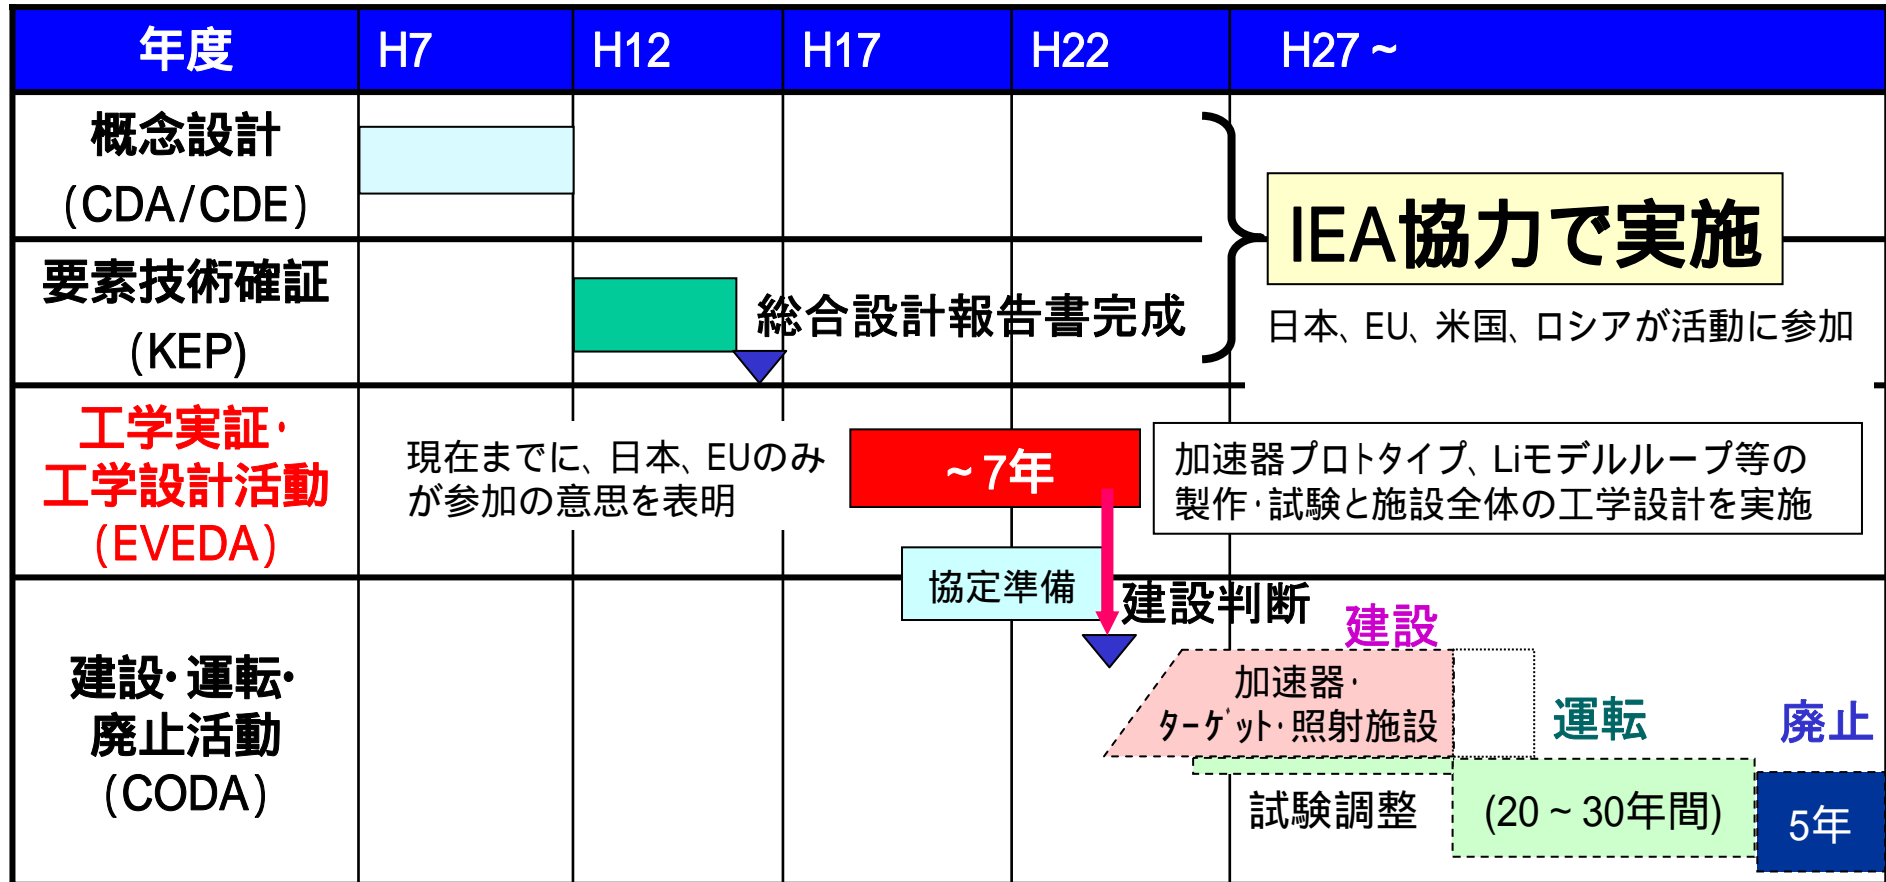 年度 H7 H12 H17 H22 H27～
概念設計
(CDA/CDE)
IEA協力で実施
要素技術確証
(KEP)
総合設計報告書完成
日本、EU、米国、ロシアが活動に参加
工学実証・
工学設計活動
(EVEDA)
現在までに、日本、EUのみ
が参加の意思を表明
～7年
加速器プロトタイプ、Liモデルループ等の
製作・試験と施設全体の工学設計を実施
協定準備
建設判断
建設・運転・
廃止活動
(CODA)
建設
加速器・
ﾀｰｹﾞｯﾄ・照射施設
運転
廃止
試験調整
(20～30年間)
5年